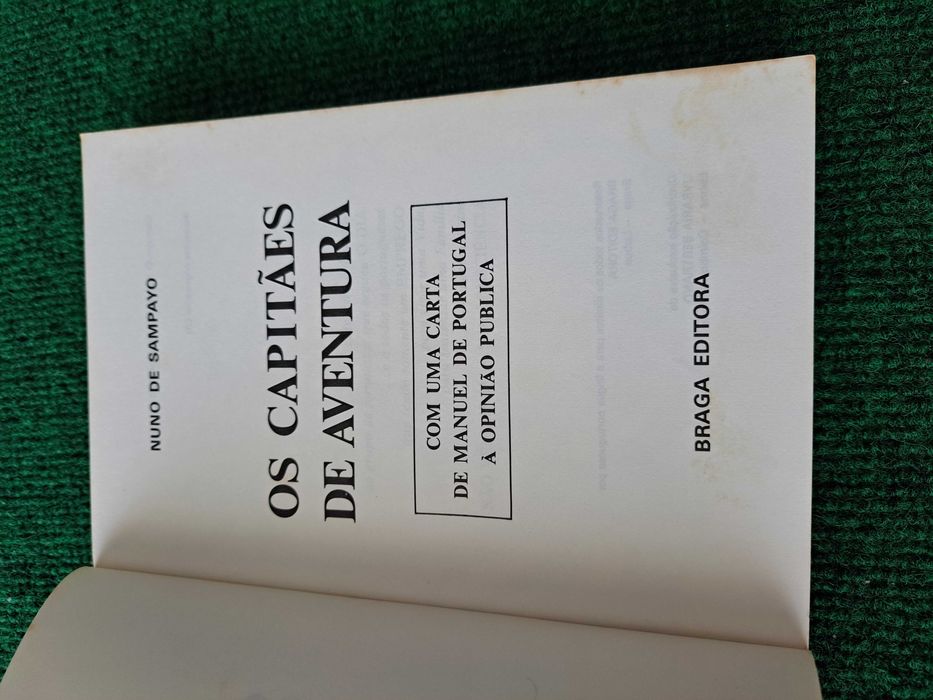 NUNO DE SAMPAYO
OS CAPITÃES
DE AVENTURA
COM UMA CARTA
DE MANUEL DE PORTUGAL
À OPINIÃO PUBLICA
BRAGA EDITORA